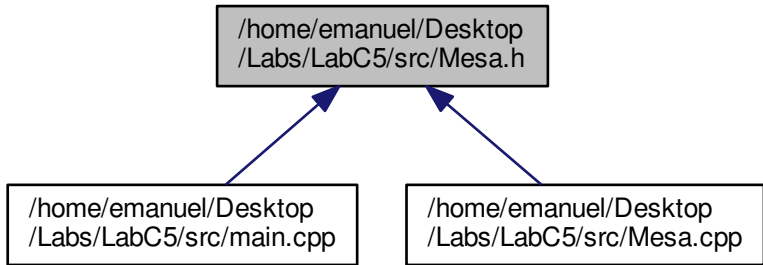 /home/emanuel/Desktop
/Labs/LabC5/src/Mesa.h
/home/emanuel/Desktop
/Labs/LabC5/src/main.cpp
/home/emanuel/Desktop
/Labs/LabC5/src/Mesa.cpp